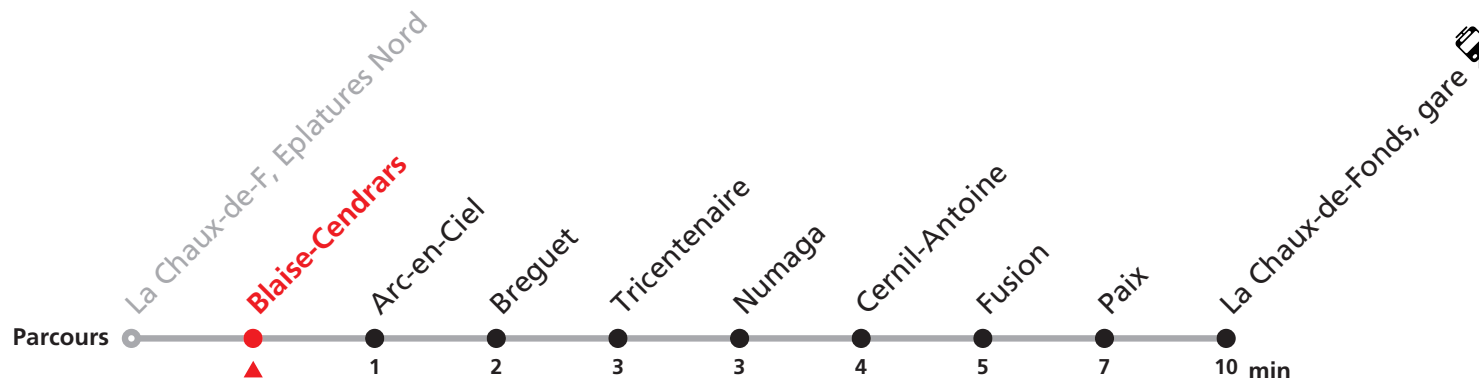 La Chaux-de-F, Eplatures Nord
Blaise-Cendrars
Arc-en-Ciel
Breguet
Tricentenaire
Numaga
Cernil-Antoine
Fusion
Paix
La Chaux-de-Fonds, gare
Parcours
1 2 3 3 4 5 7 10 min